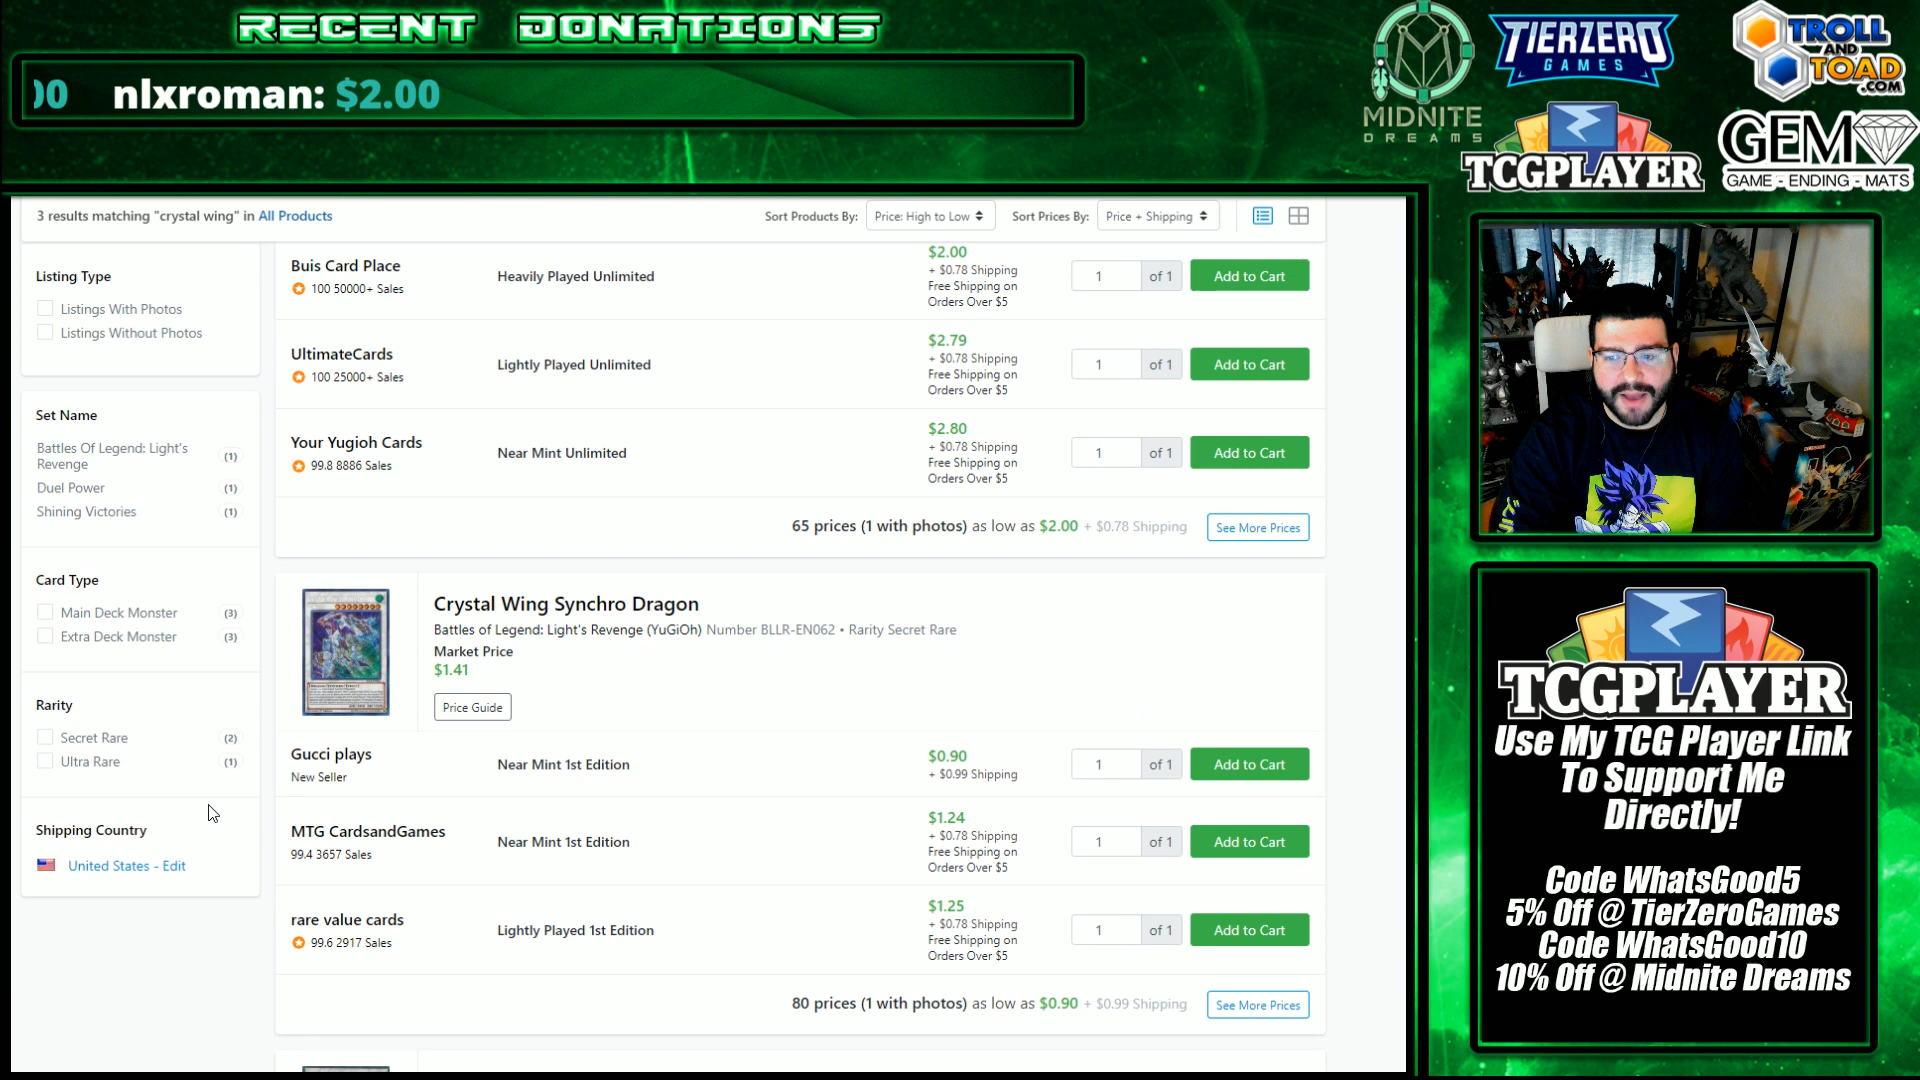 RECENT DONATIONS
00 nlxroman: $2.00
MIDNITE
DREAMS
TIERZERO
GAMES
TROLL
AND
TOAD
.COM
TCGPLAYER
GEM
GAME - ENDING - MATS
3 results matching "crystal wing" in All Products
Sort Products By: Price: High to Low
Sort Prices By: Price + Shipping
Listing Type
Listings With Photos
Listings Without Photos
Set Name
Battles Of Legend: Light's
Revenge (1)
Duel Power (1)
Shining Victories (1)
Card Type
Main Deck Monster (3)
Extra Deck Monster (3)
Rarity
Secret Rare (2)
Ultra Rare (1)
Shipping Country
United States - Edit
Buis Card Place
100 50000+ Sales
Heavily Played Unlimited
$2.00
+ $0.78 Shipping
Free Shipping on
Orders Over $5
1 of 1 Add to Cart
UltimateCards
100 25000+ Sales
Lightly Played Unlimited
$2.79
+ $0.78 Shipping
Free Shipping on
Orders Over $5
1 of 1 Add to Cart
Your Yugioh Cards
99.8 8886 Sales
Near Mint Unlimited
$2.80
+ $0.78 Shipping
Free Shipping on
Orders Over $5
1 of 1 Add to Cart
65 prices (1 with photos) as low as $2.00 + $0.78 Shipping See More Prices
Crystal Wing Synchro Dragon
Battles of Legend: Light's Revenge (YuGiOh) Number BLLR-EN062 • Rarity Secret Rare
Market Price
$1.41
Price Guide
Gucci plays
New Seller
Near Mint 1st Edition
$0.90
+ $0.99 Shipping
1 of 1 Add to Cart
MTG CardsandGames
99.4 3657 Sales
Near Mint 1st Edition
$1.24
+ $0.78 Shipping
Free Shipping on
Orders Over $5
1 of 1 Add to Cart
rare value cards
99.6 2917 Sales
Lightly Played 1st Edition
$1.25
+ $0.78 Shipping
Free Shipping on
Orders Over $5
1 of 1 Add to Cart
80 prices (1 with photos) as low as $0.90 + $0.99 Shipping See More Prices
TCGPLAYER
Use My TCG Player Link
To Support Me
Directly!
Code WhatsGood5
5% Off @ TierZeroGames
Code WhatsGood10
10% Off @ Midnite Dreams